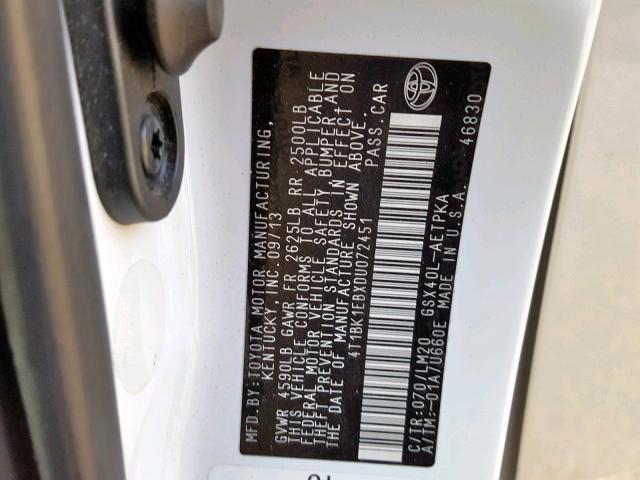 MFD.BY:TOYOTA MOTOR MANUFACTURING,
KENTUCKY, INC. 09/13
GVWR 4590LB GAWR FR 2625LB RR 2500LB
THIS VEHICLE CONFORMS TO ALL APPLICABLE
FEDERAL MOTOR VEHICLE SAFETY, BUMPER, AND
THEFT PREVENTION STANDARDS IN EFFECT ON
THE DATE OF MANUFACTURE SHOWN ABOVE.
4T1BK1EBXDU072451 PASS.CAR
C/TR: 070/LM20 GSX40L-AETPKA
A/TM:-01A/U660E MADE IN U.S.A. 46830